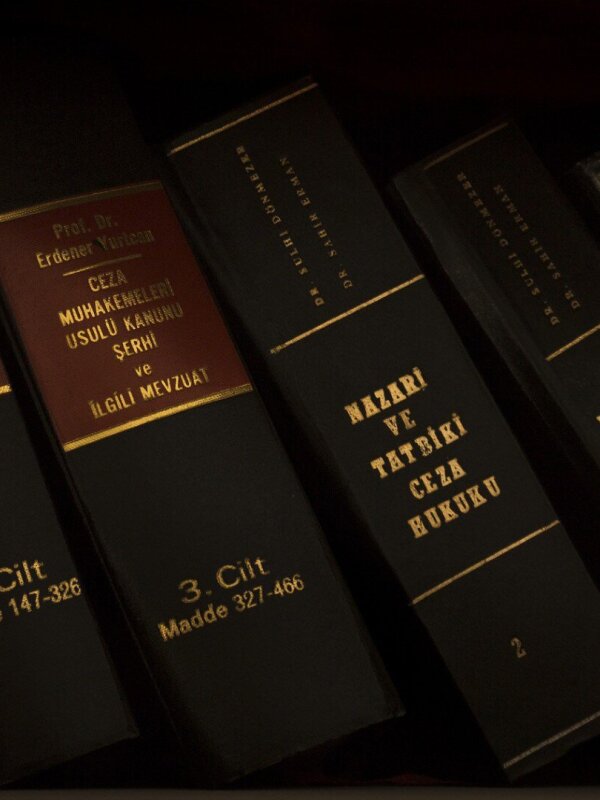 Cilt
147-326
Prof. Dr.
Erdener Yurtcan
CEZA
MUHAKEMELERİ
USULÜ KANUNU
ŞERHİ
ve
İLGİLİ MEVZUAT
3. Cilt
Madde 327-466
DR SULHİ DÖNMEZER
DR SAHİR ERMAN
NAZARİ
VE
TATBİKİ
CEZA
HUKUKU
2
DR. SULHİ DÖNMEZER
DR. SAHİR ERMAN